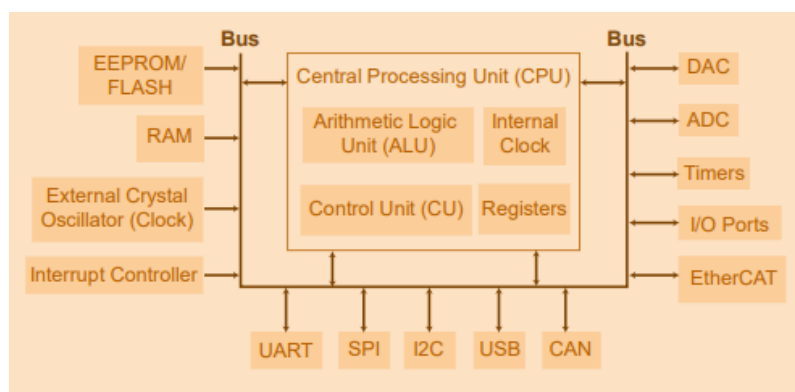 Bus
Bus
EEPROM/
FLASH
RAM
External Crystal
Oscillator (Clock)
Interrupt Controller
Central Processing Unit (CPU)
Arithmetic Logic
Unit (ALU)
Internal
Clock
Control Unit (CU)
Registers
DAC
ADC
Timers
I/O Ports
EtherCAT
UART
SPI
I2C
USB
CAN